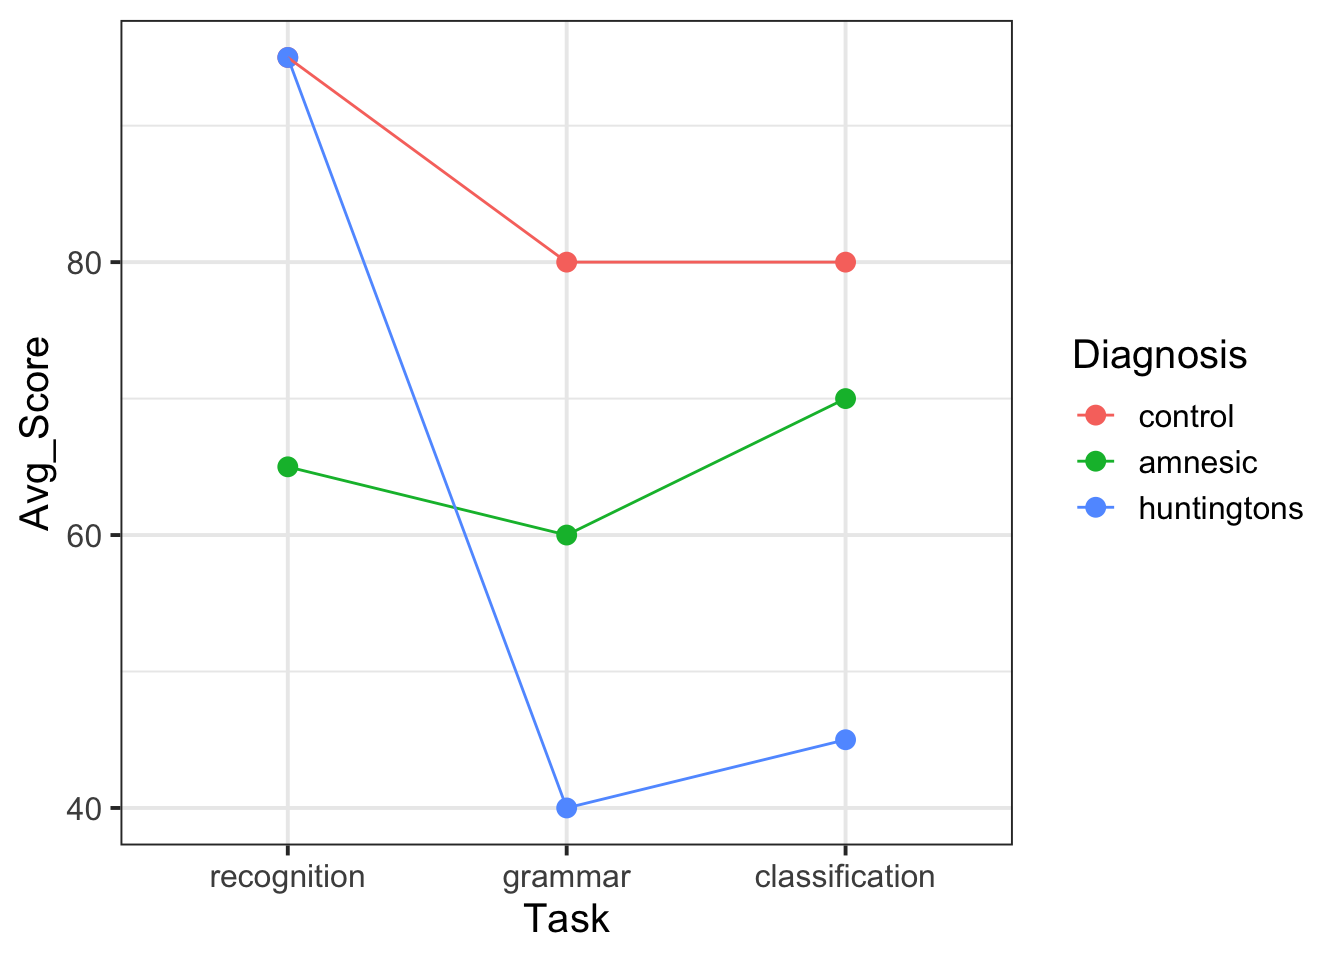 Avg_Score
80
60
40
recognition grammar classification
Task
Diagnosis
control
amnesic
huntingtons